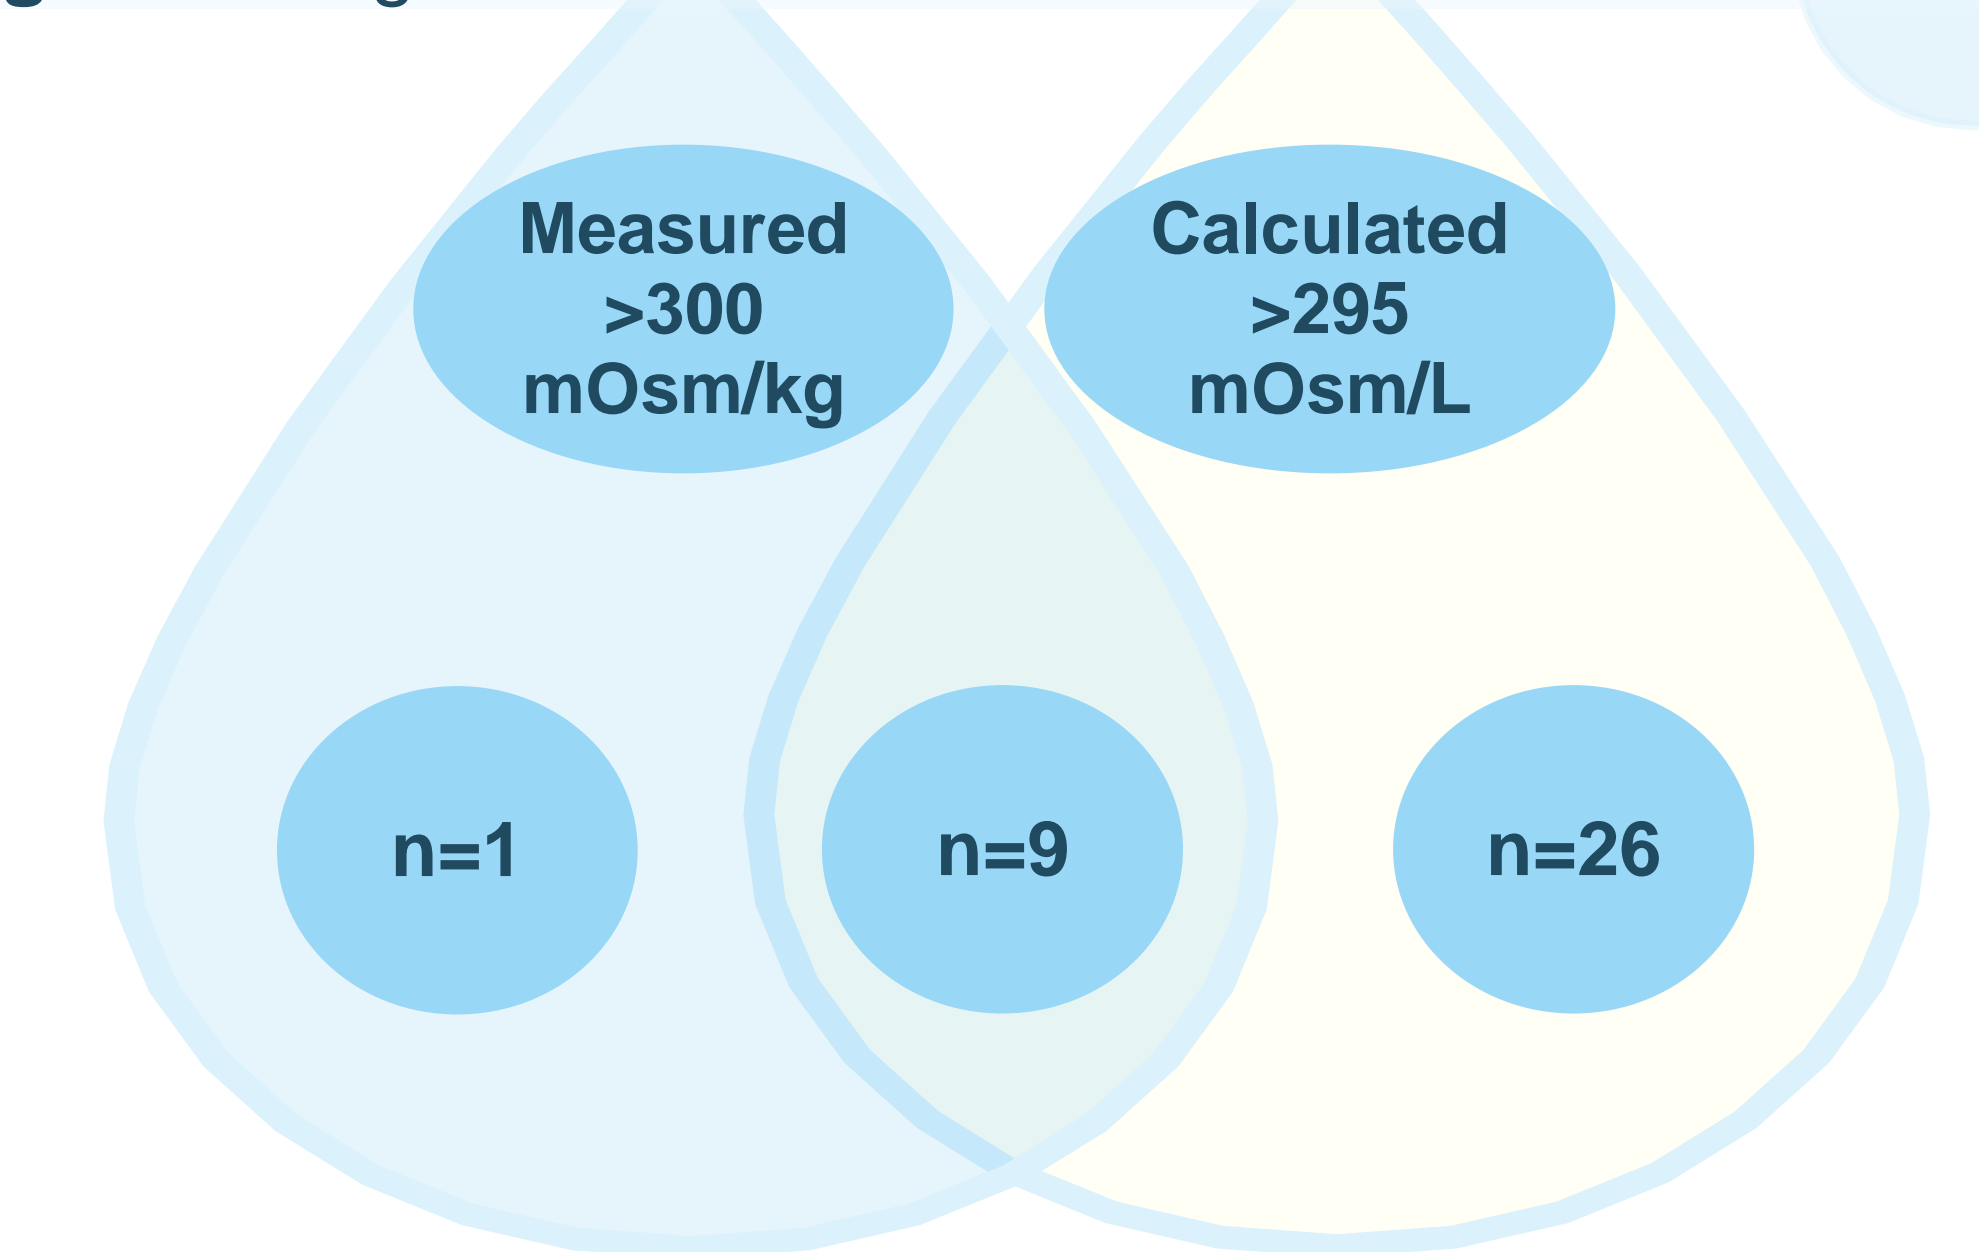 Measured
>300
mOsm/kg
Calculated
>295
mOsm/L
n=1
n=9
n=26